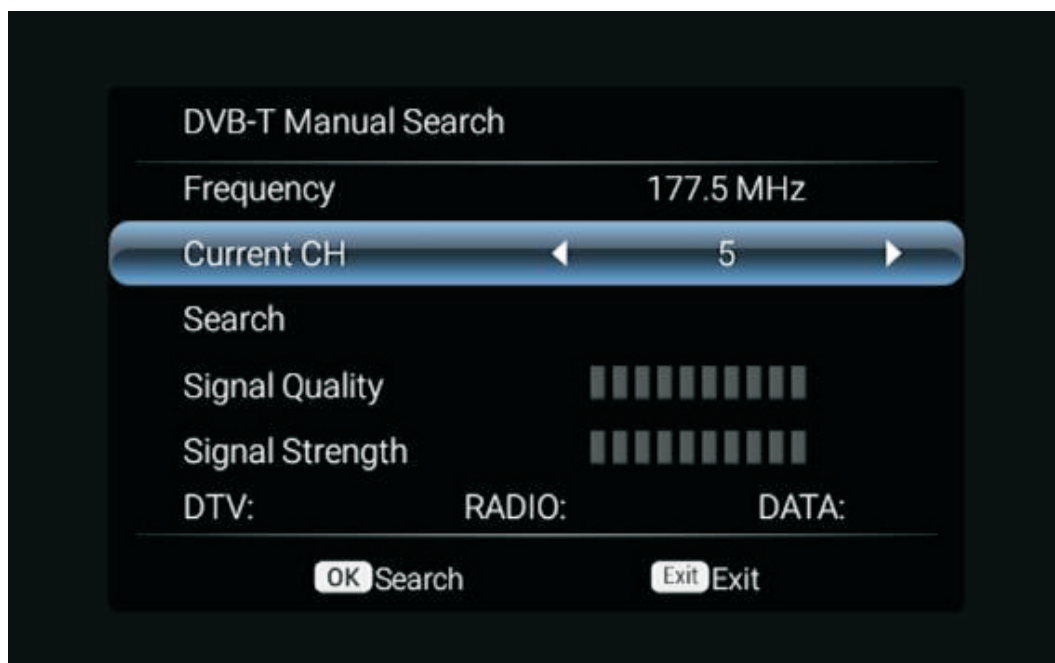 DVB-T Manual Search
Frequency 177.5 MHz
Current CH 5
Search
Signal Quality
Signal Strength
DTV: RADIO: DATA:
OK Search Exit Exit